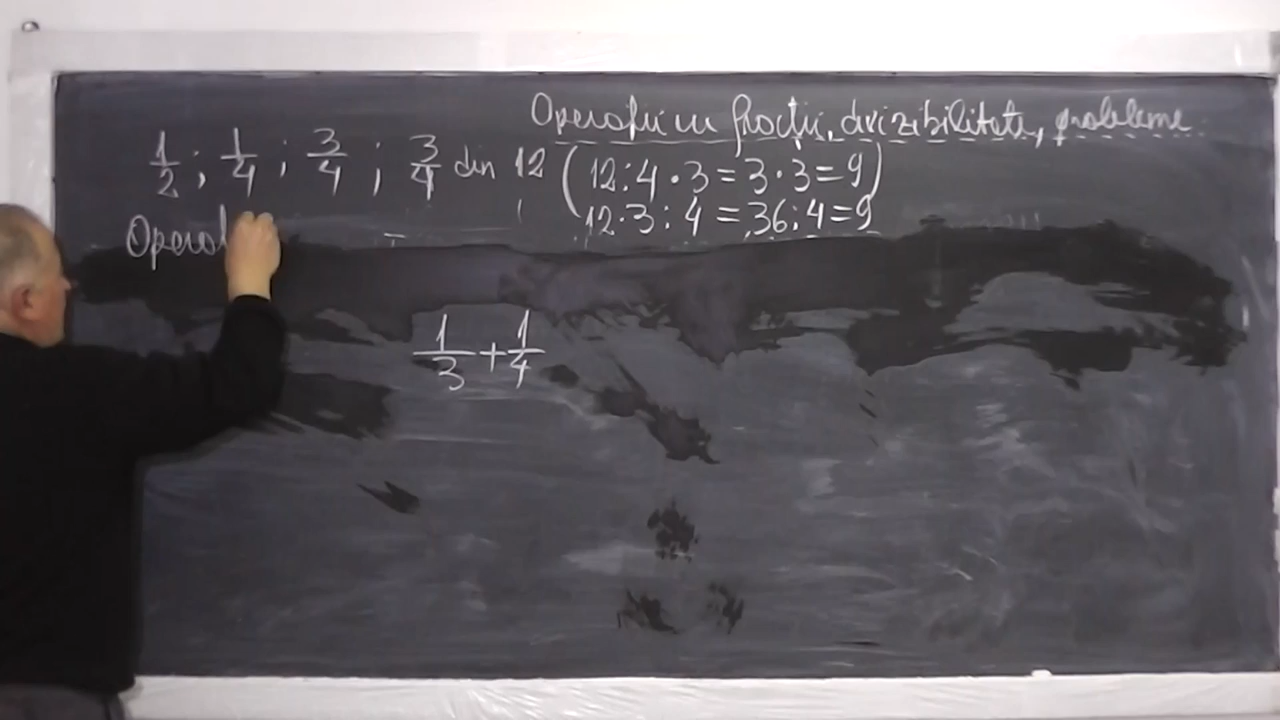 Operații cu fracții, divizibilitate, probleme
1/2 ; 1/4 ; 3/4 ; 3/4 din 12 (12:4·3=3·3=9)
12·3:4=36:4=9
Operat
1/3+1/4